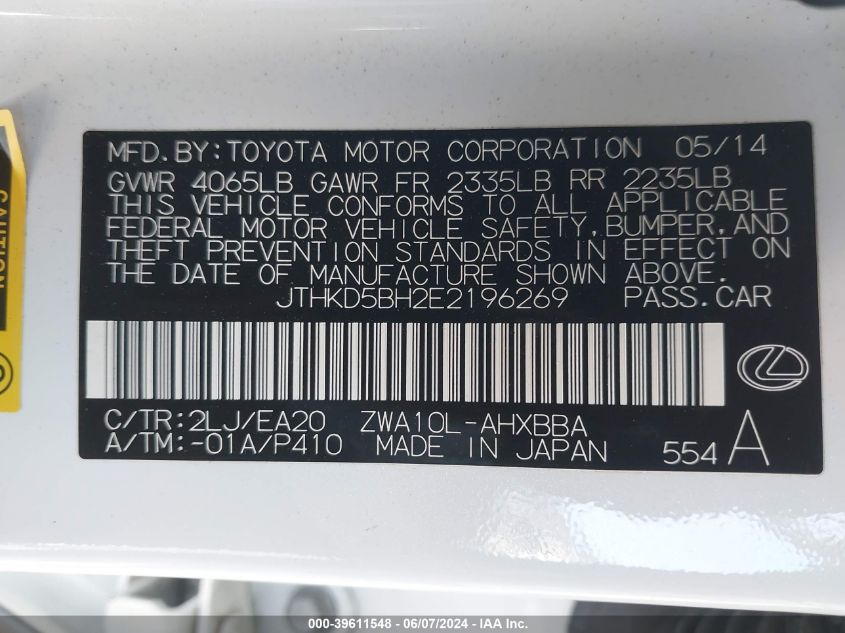 MFD.BY:TOYOTA MOTOR CORPORATION 05/14
GVWR 4065LB GAWR FR 2335LB RR 2235LB
THIS VEHICLE CONFORMS TO ALL APPLICABLE
FEDERAL MOTOR VEHICLE SAFETY,BUMPER,AND
THEFT PREVENTION STANDARDS IN EFFECT ON
THE DATE OF MANUFACTURE SHOWN ABOVE.
JTHKD5BH2E2196269 PASS.CAR
C/TR:2LJ/EA20 ZWA10L-AHXBBA
A/TM:-01A/P410 MADE IN JAPAN 554 A
CAUTION
000-39611548 - 06/07/2024 - IAA Inc.